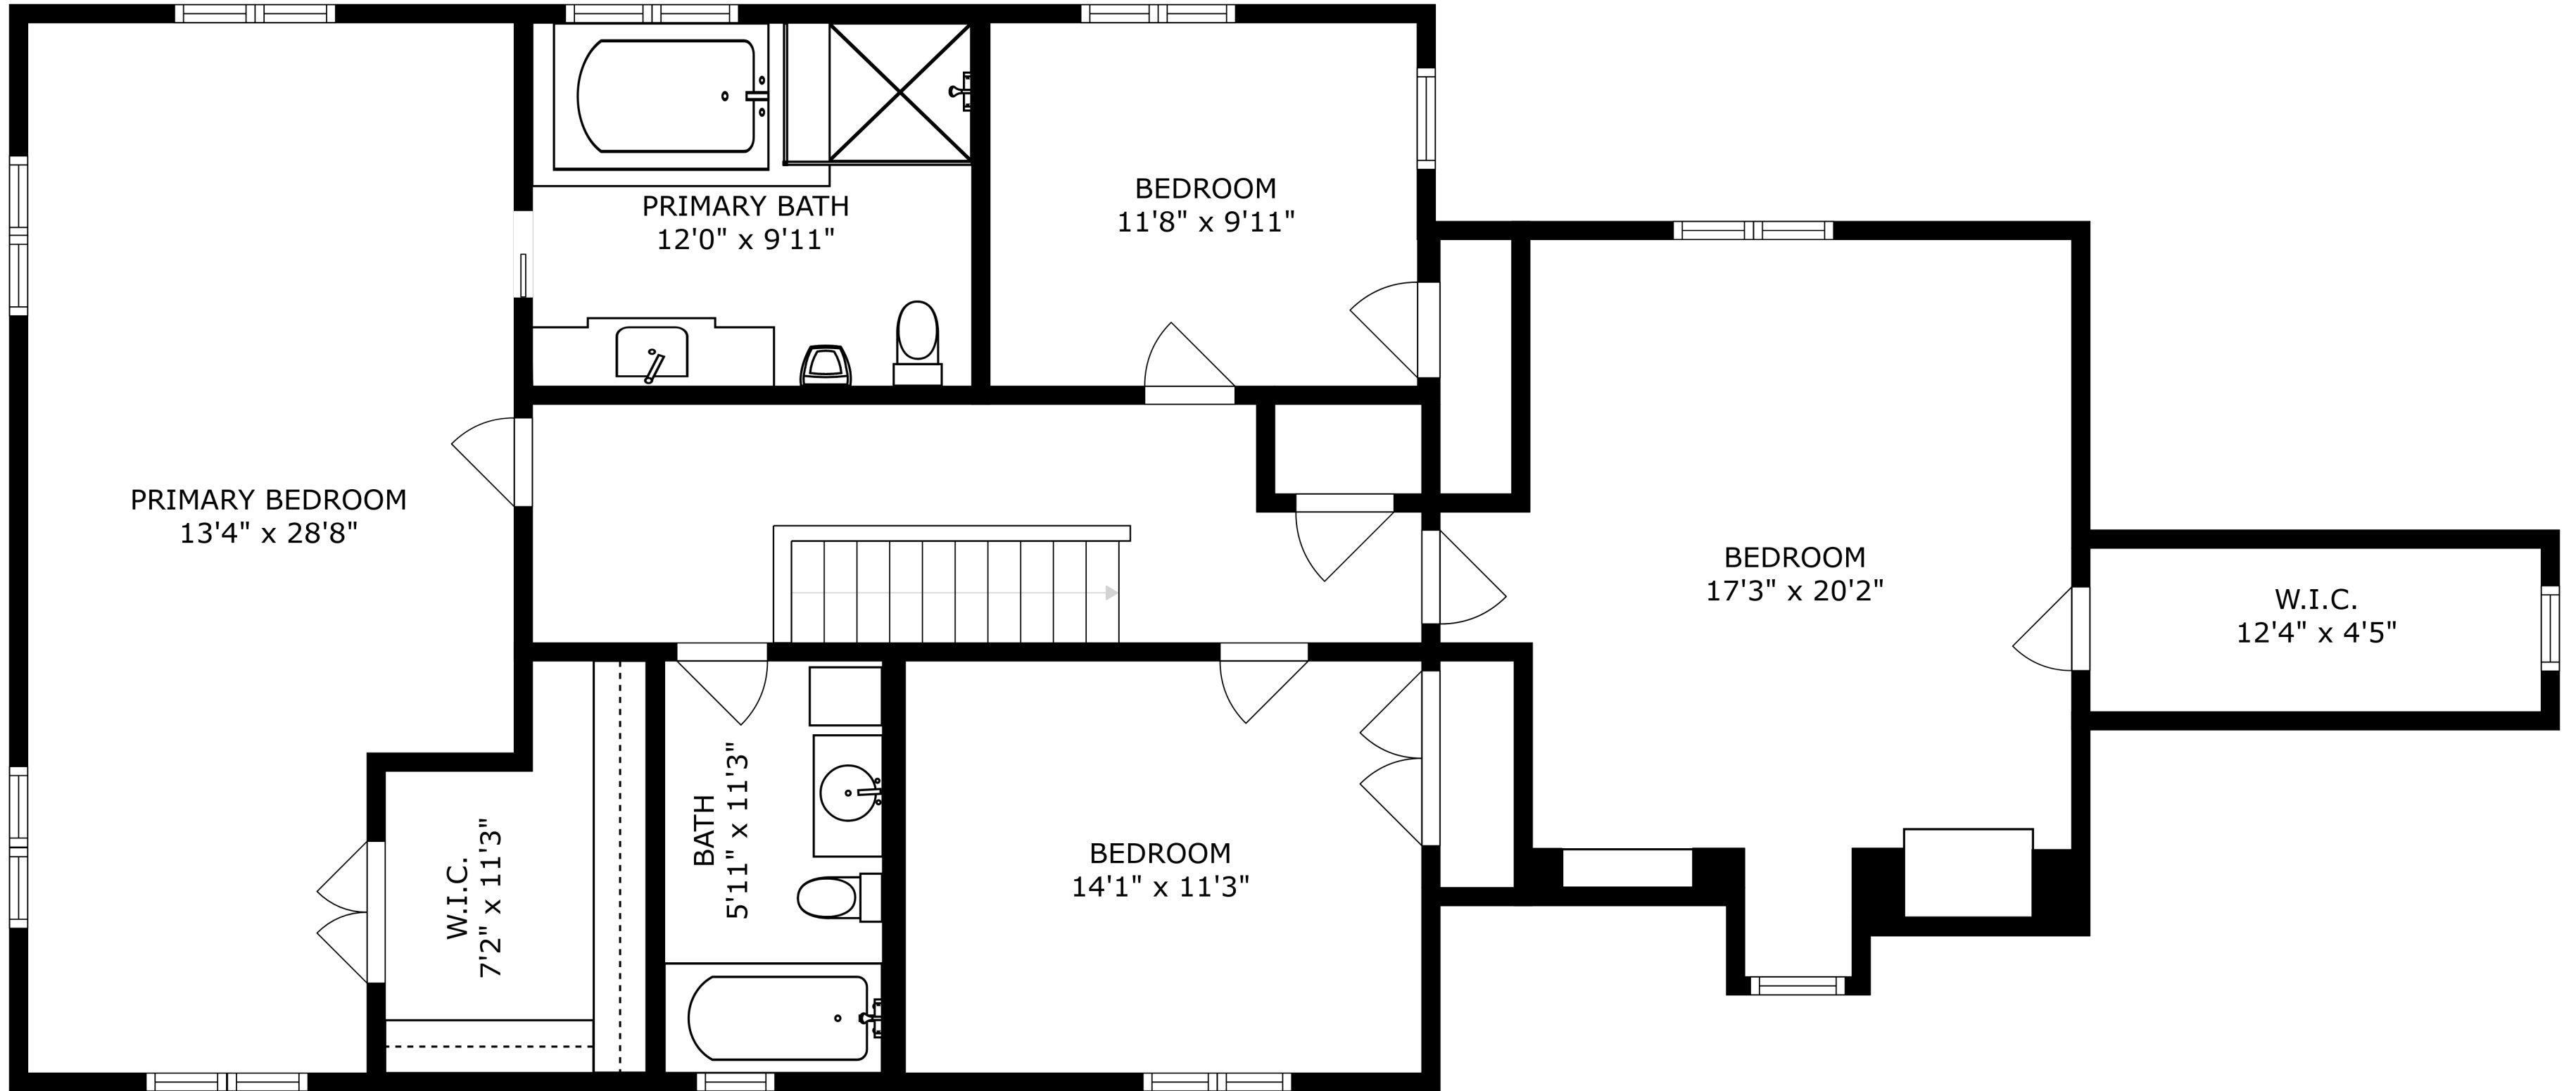 PRIMARY BATH
12'0" x 9'11"
BEDROOM
11'8" x 9'11"
PRIMARY BEDROOM
13'4" x 28'8"
BEDROOM
17'3" x 20'2"
W.I.C.
12'4" x 4'5"
W.I.C.
7'2" x 11'3"
BATH
5'11" x 11'3"
BEDROOM
14'1" x 11'3"